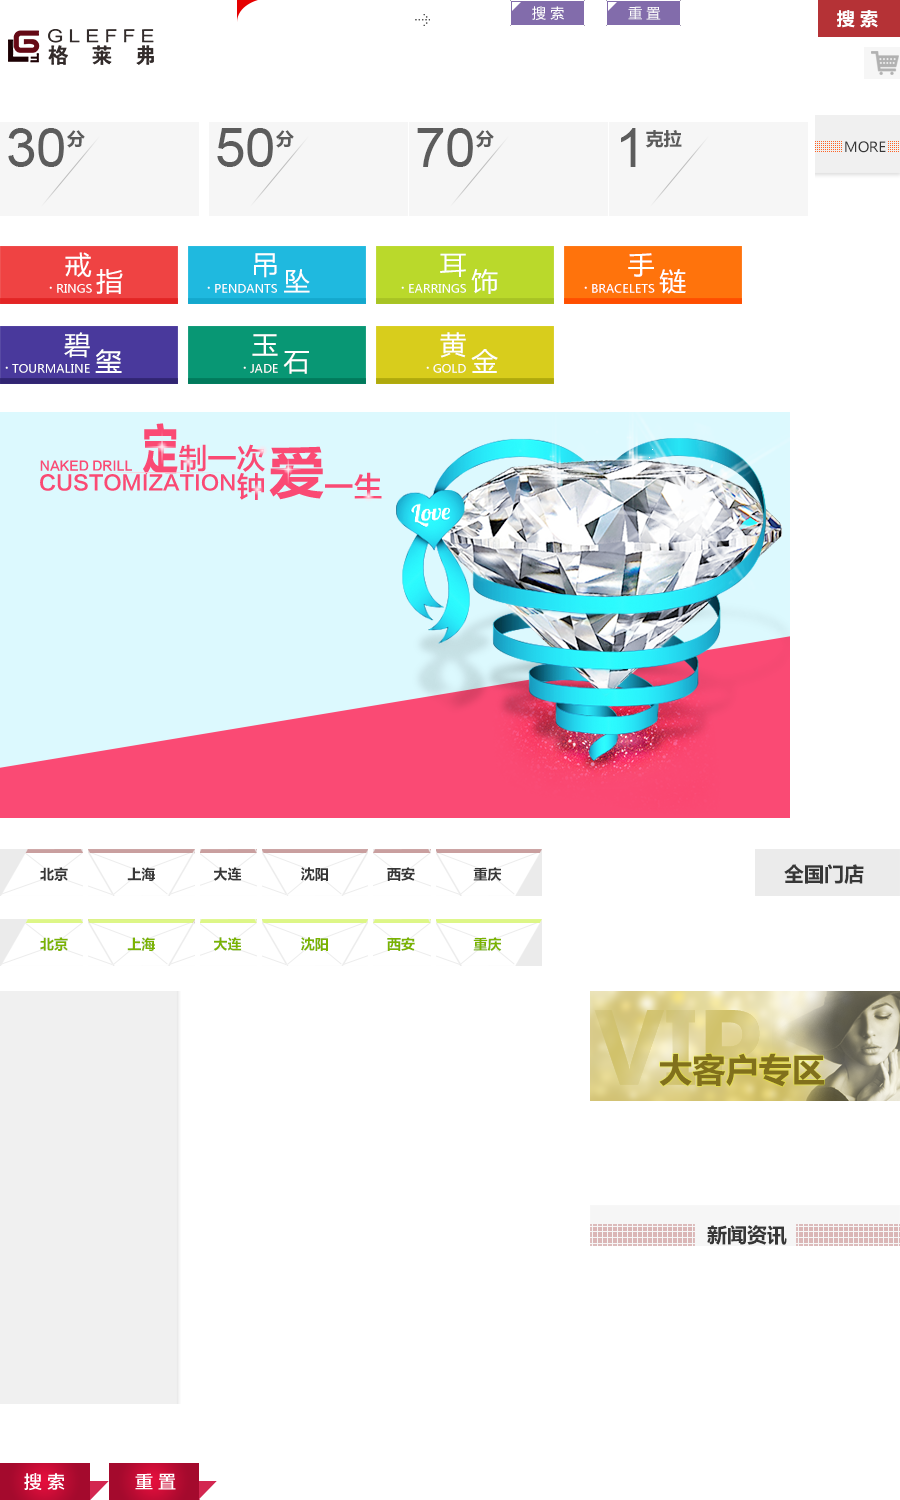 搜 索
重 置
搜 索
GLEFFE
格 莱 弗
30分
50分
70分
1克拉
MORE
戒指
· RINGS
吊坠
· PENDANTS
耳饰
· EARRINGS
手链
· BRACELETS
碧玺
· TOURMALINE
玉石
· JADE
黄金
· GOLD
定制一次
NAKED DRILL
CUSTOMIZATION
钟爱一生
Love
北京
上海
大连
沈阳
西安
重庆
全国门店
北京
上海
大连
沈阳
西安
重庆
VIP
大客户专区
新闻资讯
搜 索
重 置